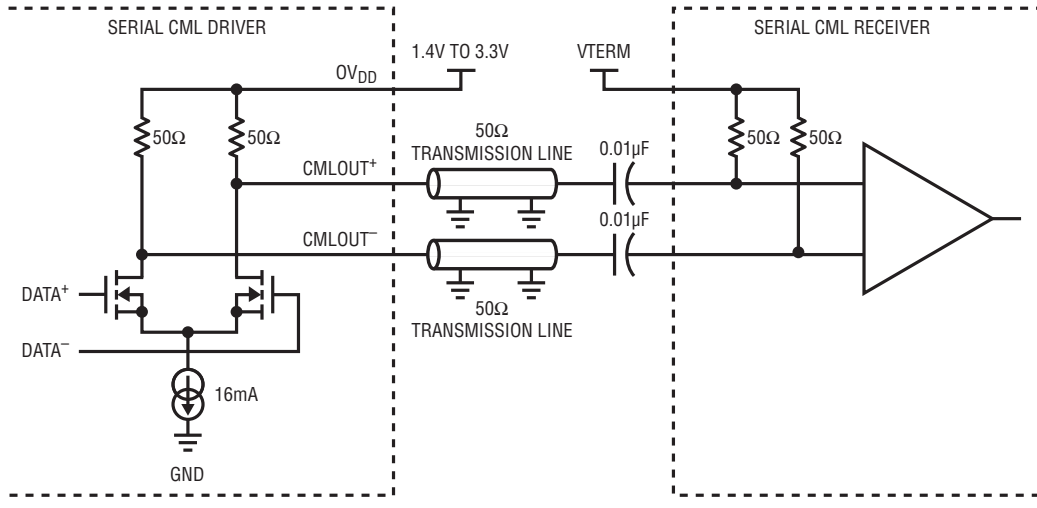 SERIAL CML DRIVER
SERIAL CML RECEIVER
1.4V TO 3.3V
VTERM
OVDD
50Ω
50Ω
50Ω
TRANSMISSION LINE
0.01µF
50Ω
50Ω
CMLOUT+
0.01µF
CMLOUT–
DATA+
50Ω
TRANSMISSION LINE
DATA–
16mA
GND